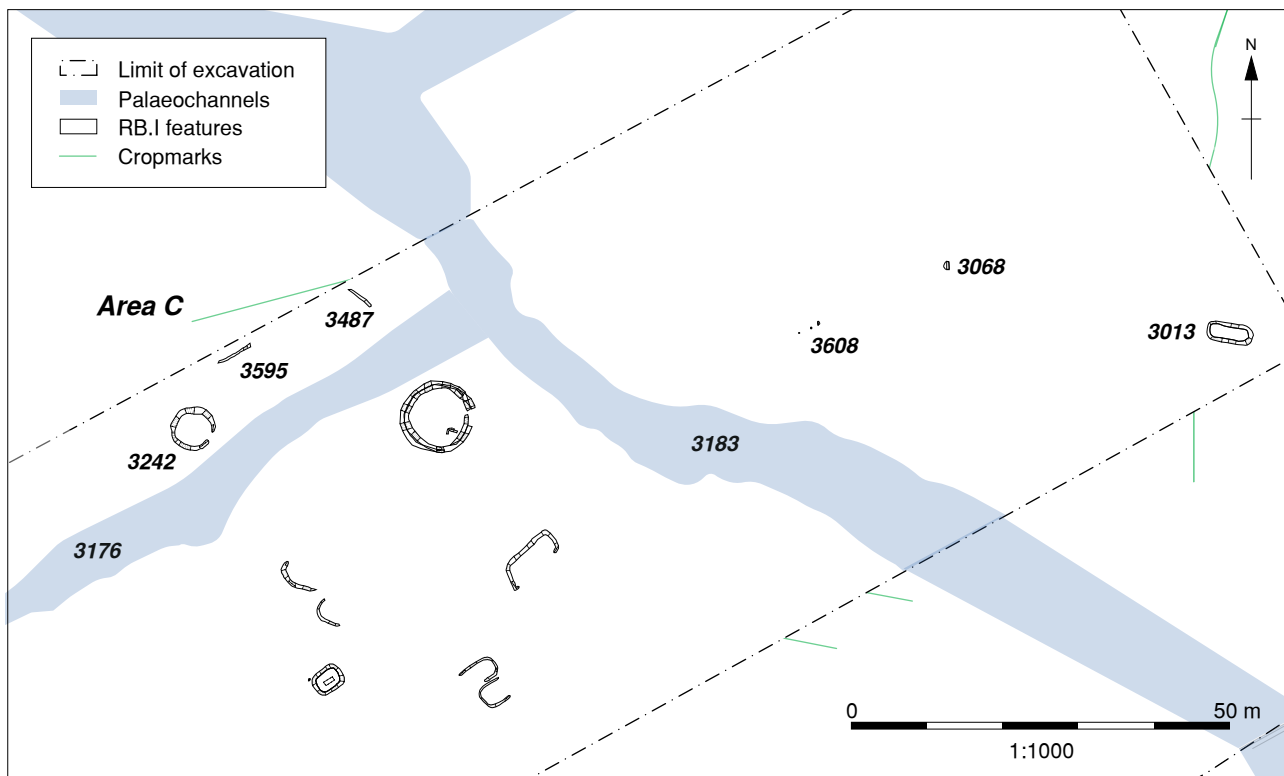 Limit of excavation
Palaeochannels
RB.I features
Cropmarks
N
Area C
3487
3595
3242
3176
3183
3068
3608
3013
0 50 m
1:1000